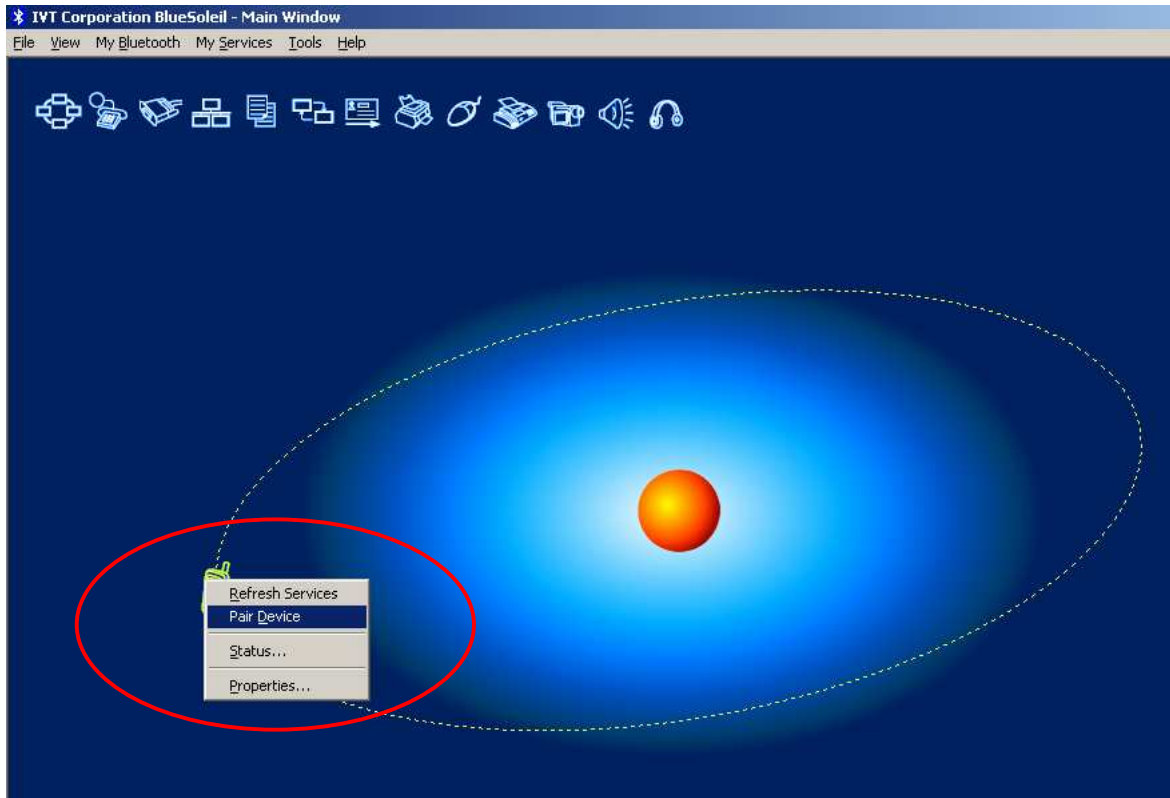 IVT Corporation BlueSoleil - Main Window
File View My Bluetooth My Services Tools Help
Refresh Services
Pair Device
Status...
Properties...